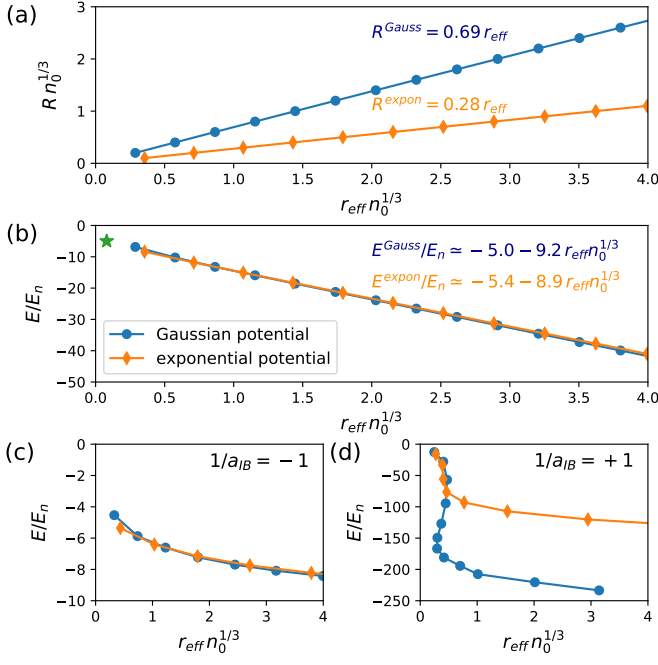 (a)
R n_0^{1/3}
3
2
1
0
R^{Gauss} = 0.69 r_{eff}
R^{expon} = 0.28 r_{eff}
0.0 0.5 1.0 1.5 2.0 2.5 3.0 3.5 4.0
r_{eff} n_0^{1/3}
(b)
E/E_n
0
−10
−20
−30
−40
−50
E^{Gauss}/E_n ≃ − 5.0 − 9.2 r_{eff}n_0^{1/3}
E^{expon}/E_n ≃ − 5.4 − 8.9 r_{eff}n_0^{1/3}
Gaussian potential
exponential potential
0.0 0.5 1.0 1.5 2.0 2.5 3.0 3.5 4.0
r_{eff} n_0^{1/3}
(c)
E/E_n
0
−2
−4
−6
−8
−10
1/a_{IB} = − 1
0 1 2 3 4
r_{eff} n_0^{1/3}
(d)
E/E_n
0
−50
−100
−150
−200
−250
1/a_{IB} = + 1
0 1 2 3 4
r_{eff} n_0^{1/3}